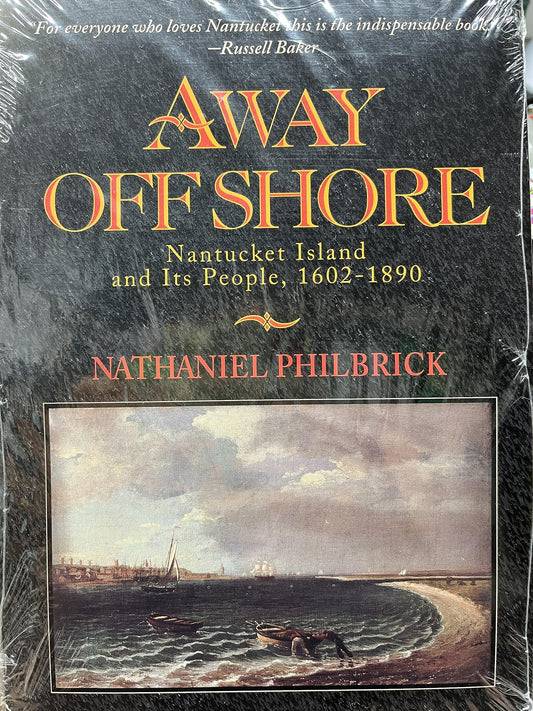 "For everyone who loves Nantucket this is the indispensable book."
—Russell Baker
AWAY
OFF SHORE
Nantucket Island
and Its People, 1602-1890
NATHANIEL PHILBRICK